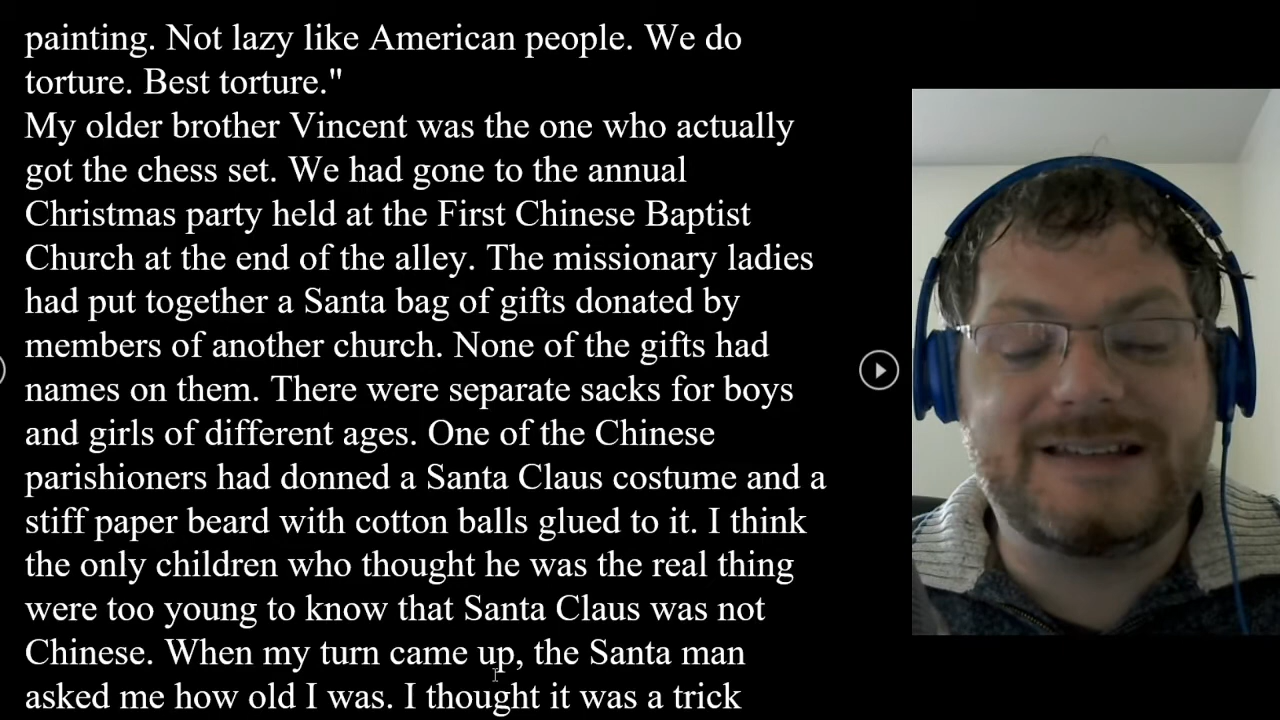 painting. Not lazy like American people. We do
torture. Best torture."
My older brother Vincent was the one who actually
got the chess set. We had gone to the annual
Christmas party held at the First Chinese Baptist
Church at the end of the alley. The missionary ladies
had put together a Santa bag of gifts donated by
members of another church. None of the gifts had
names on them. There were separate sacks for boys
and girls of different ages. One of the Chinese
parishioners had donned a Santa Claus costume and a
stiff paper beard with cotton balls glued to it. I think
the only children who thought he was the real thing
were too young to know that Santa Claus was not
Chinese. When my turn came up, the Santa man
asked me how old I was. I thought it was a trick